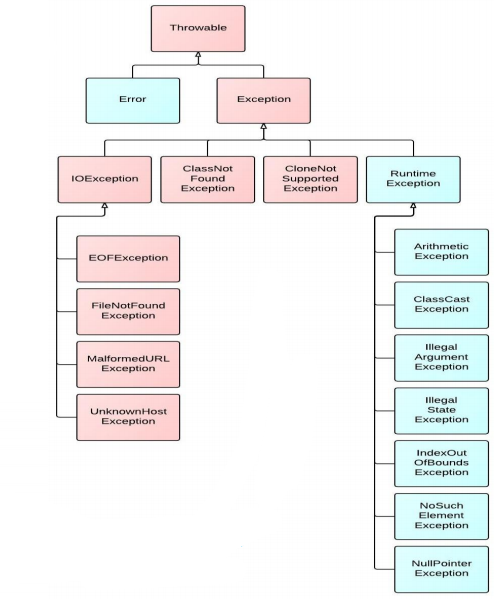 Throwable
Error
Exception
IOException
ClassNot
Found
Exception
CloneNot
Supported
Exception
Runtime
Exception
EOFException
FileNotFound
Exception
MalformedURL
Exception
UnknownHost
Exception
Arithmetic
Exception
ClassCast
Exception
Illegal
Argument
Exception
Illegal
State
Exception
IndexOut
OfBounds
Exception
NoSuch
Element
Exception
NullPointer
Exception